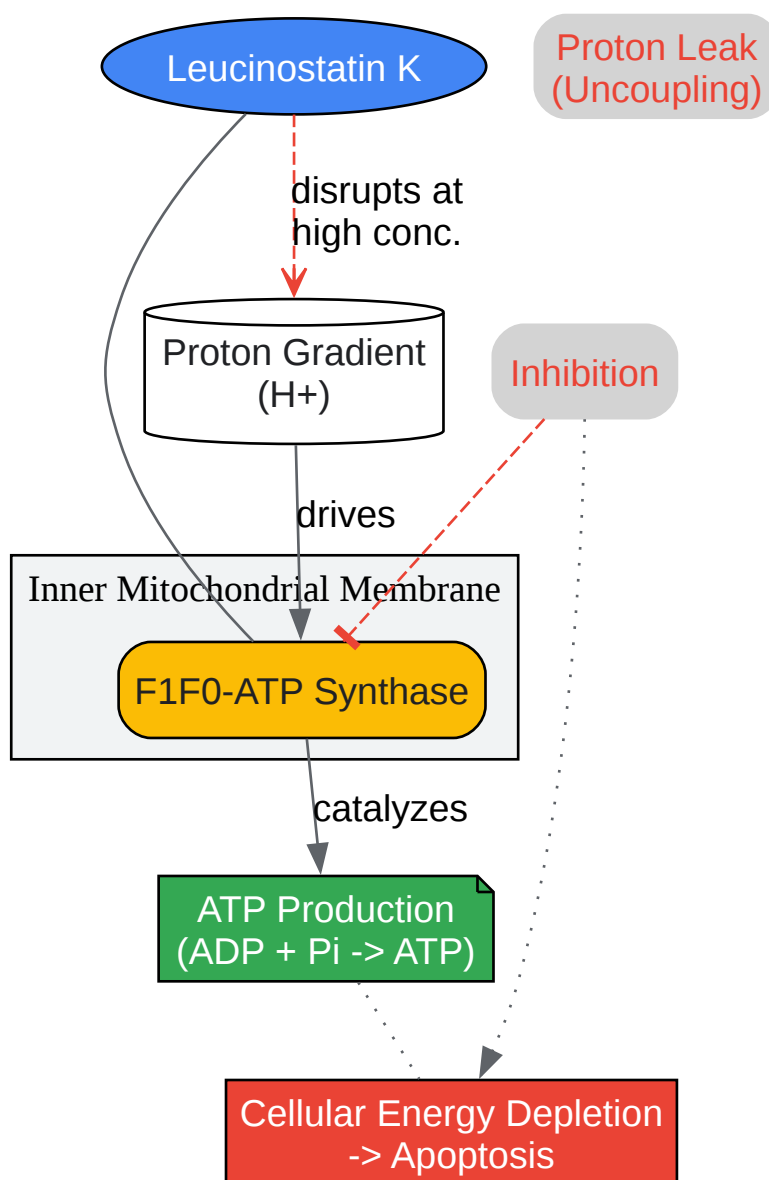 Leucinostatin K
Proton Leak
(Uncoupling)
disrupts at
high conc.
Proton Gradient
(H+)
Inhibition
drives
Inner Mitochondrial Membrane
F1F0-ATP Synthase
catalyzes
ATP Production
(ADP + Pi -> ATP)
Cellular Energy Depletion
-> Apoptosis